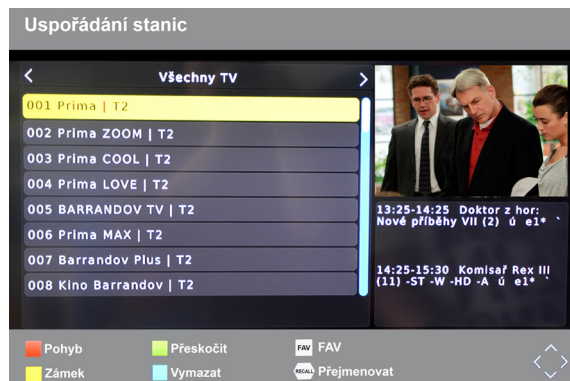 Uspořádání stanic
Všechny TV
001 Prima | T2
002 Prima ZOOM | T2
003 Prima COOL | T2
004 Prima LOVE | T2
005 BARRANDOV TV | T2
006 Prima MAX | T2
007 Barrandov Plus | T2
008 Kino Barrandov | T2
13:25-14:25 Doktor z hor:
Nové příběhy VII (2) ú e1* `
14:25-15:30 Komisař Rex III
(11) -ST -W -HD -A ú e1* `
Pohyb
Přeskočit
FAV FAV
Zámek
Vymazat
RECALL Přejmenovat